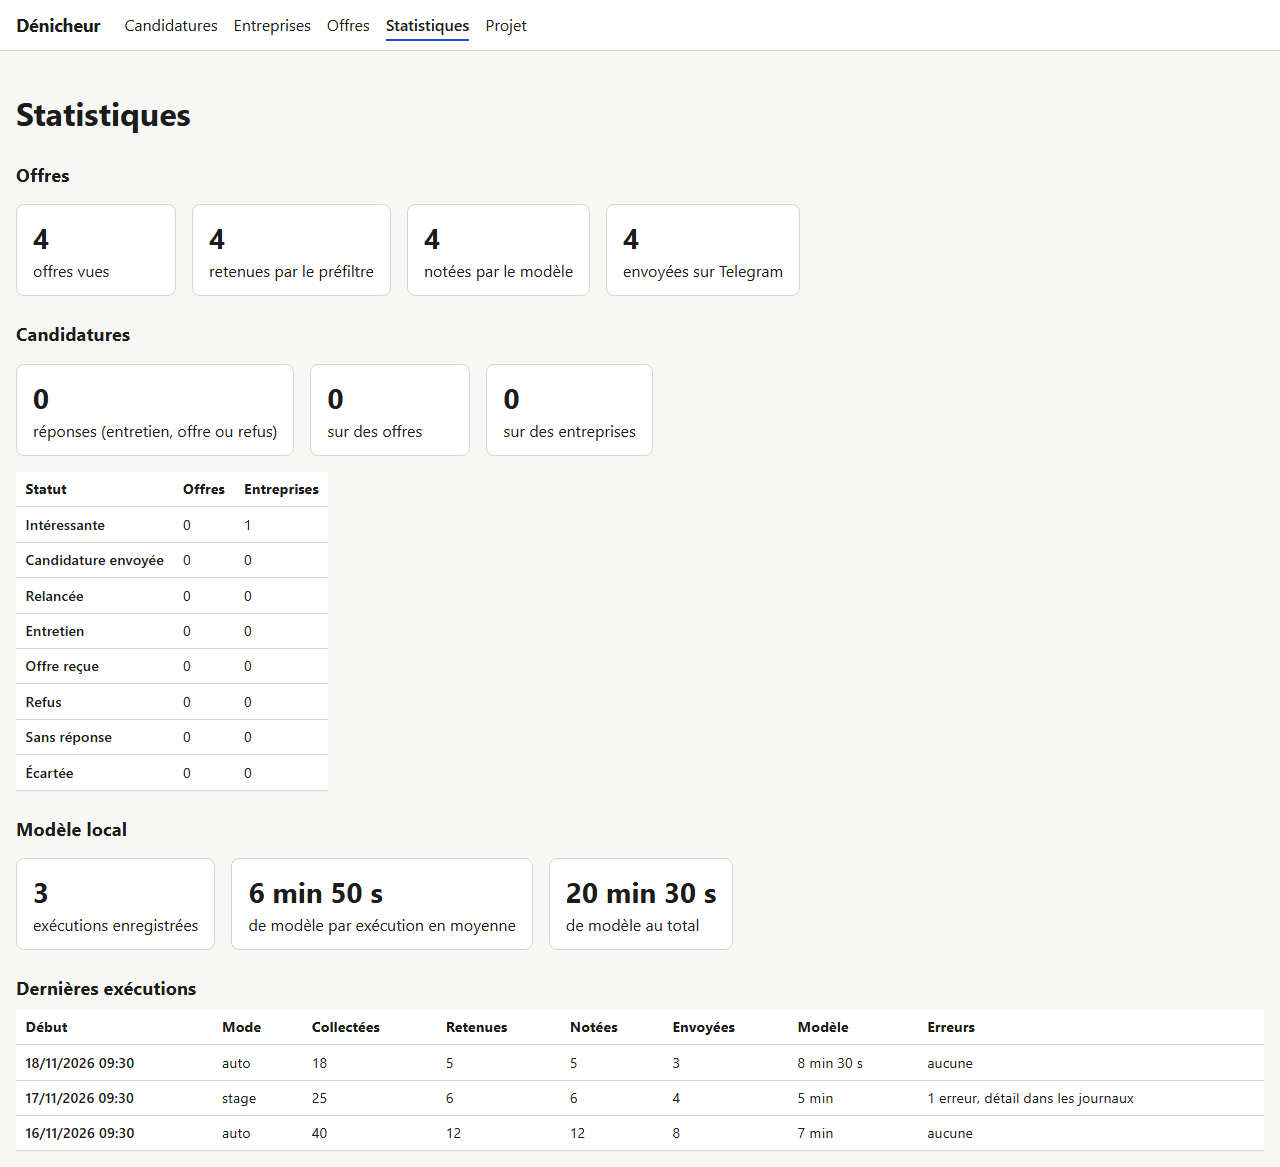 Dénicheur Candidatures Entreprises Offres Statistiques Projet
Statistiques
Offres
4 4 4 4
offres vues retenues par le préfiltre notées par le modèle envoyées sur Telegram
Candidatures
0 0 0
réponses (entretien, offre ou refus) sur des offres sur des entreprises
Statut Offres Entreprises
Intéressante 0 1
Candidature envoyée 0 0
Relancée 0 0
Entretien 0 0
Offre reçue 0 0
Refus 0 0
Sans réponse 0 0
Écartée 0 0
Modèle local
3 6 min 50 s 20 min 30 s
exécutions enregistrées de modèle par exécution en moyenne de modèle au total
Dernières exécutions
Début Mode Collectées Retenues Notées Envoyées Modèle Erreurs
18/11/2026 09:30 auto 18 5 5 3 8 min 30 s aucune
17/11/2026 09:30 stage 25 6 6 4 5 min 1 erreur, détail dans les journaux
16/11/2026 09:30 auto 40 12 12 8 7 min aucune